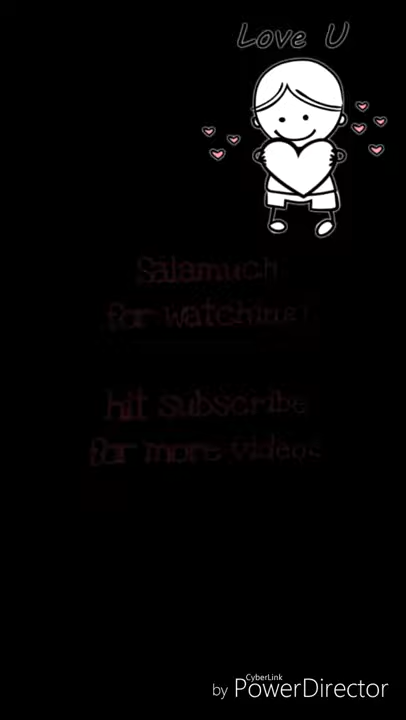 Love U
Salamuch
for watching!
hit subscribe
for more videos
by CyberLink PowerDirector